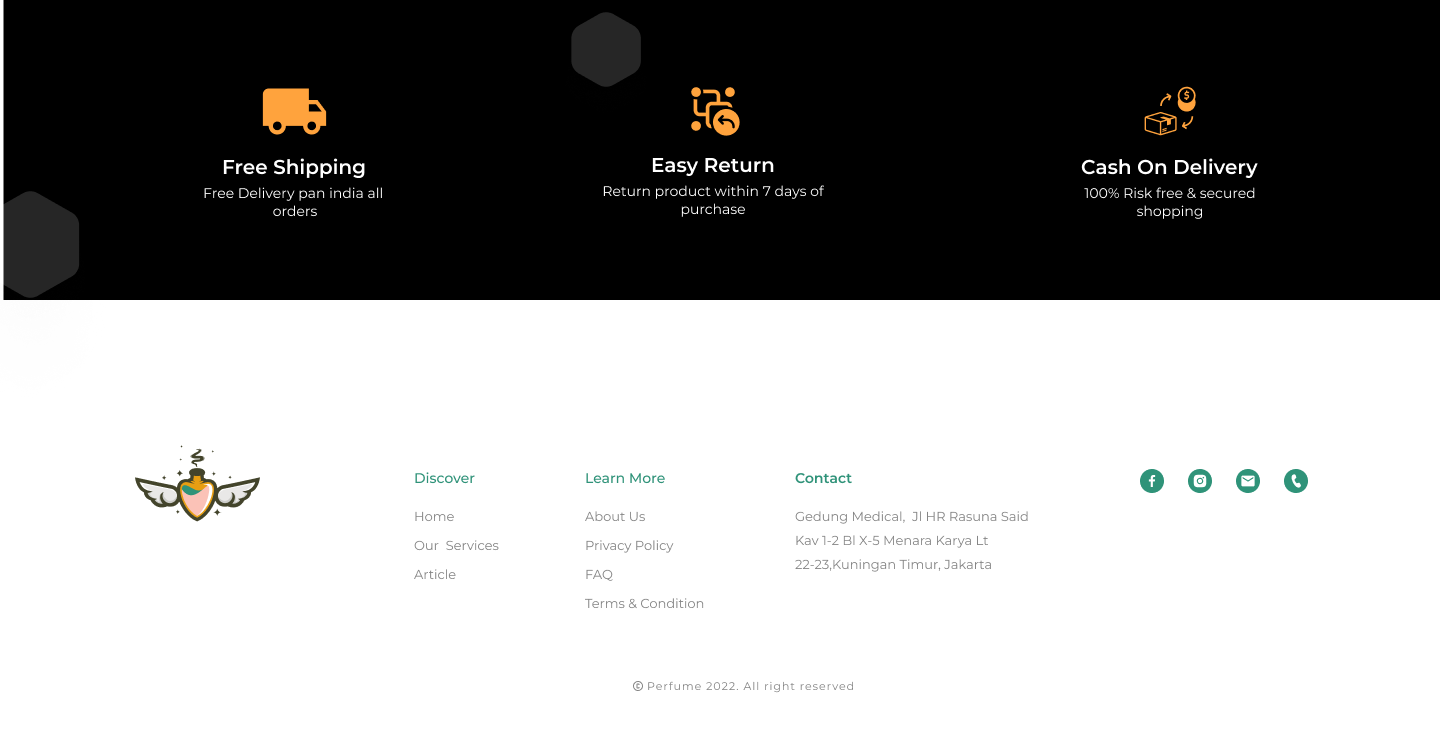 Free Shipping
Free Delivery pan india all
orders
Easy Return
Return product within 7 days of
purchase
$
Cash On Delivery
100% Risk free & secured
shopping
Discover
Home
Our  Services
Article
Learn More
About Us
Privacy Policy
FAQ
Terms & Condition
Contact
Gedung Medical,  Jl HR Rasuna Said
Kav 1-2 Bl X-5 Menara Karya Lt
22-23,Kuningan Timur, Jakarta
© Perfume 2022. All right reserved